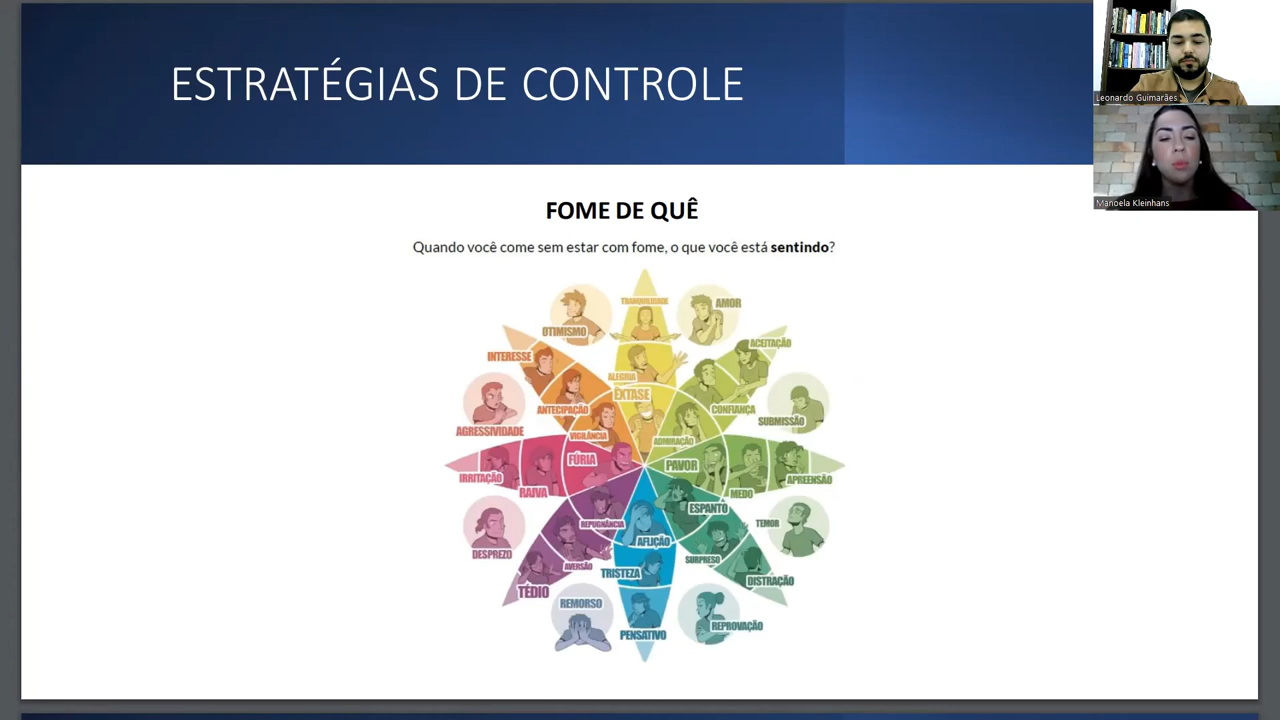 ESTRATÉGIAS DE CONTROLE
Leonardo Guimarães
Manoela Kleinhans
FOME DE QUÊ
Quando você come sem estar com fome, o que você está sentindo?
TRANQUILIDADE
AMOR
OTIMISMO
ACEITAÇÃO
INTERESSE
ALEGRIA
ÊXTASE
ANTECIPAÇÃO
CONFIANÇA
SUBMISSÃO
AGRESSIVIDADE
VIGILÂNCIA
ADMIRAÇÃO
FÚRIA
PAVOR
IRRITAÇÃO
RAIVA
MEDO
APREENSÃO
REPUGNÂNCIA
ESPANTO
TEMOR
AFLIÇÃO
DESPREZO
AVERSÃO
TRISTEZA
SURPRESO
DISTRAÇÃO
TÉDIO
REMORSO
PENSATIVO
REPROVAÇÃO